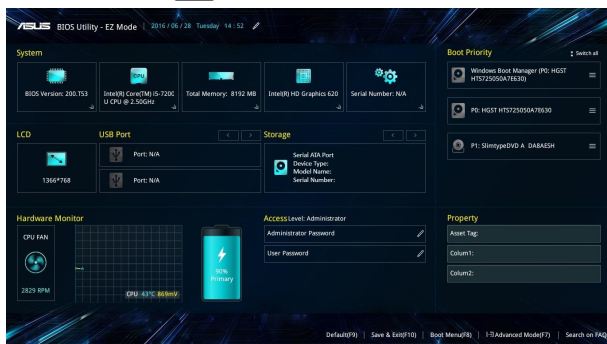 ASUS BIOS Utility - EZ Mode 2016/06/28 Tuesday 14:52
System
BIOS Version: 200.T53
Intel(R) Core(TM) i5-7200
U CPU @ 2.50GHz
CPU
Total Memory: 8192 MB
Intel(R) HD Graphics 620
Serial Number: N/A
Boot Priority
Switch all
Windows Boot Manager (P0: HGST
HTS725050A7E630)
P0: HGST HTS725050A7E630
P1: SlimtypeDVD A DA8AESH
LCD
1366*768
USB Port
Port: N/A
Port: N/A
Storage
Serial ATA Port
Device Type:
Model Name:
Serial Number:
Hardware Monitor
CPU FAN
2829 RPM
CPU 43°C 869mV
90%
Primary
Access Level: Administrator
Administrator Password
User Password
Property
Asset Tag:
Colum1:
Colum2:
Default(F9) | Save & Exit(F10) | Boot Menu(F8) | Advanced Mode(F7) | Search on FAQ